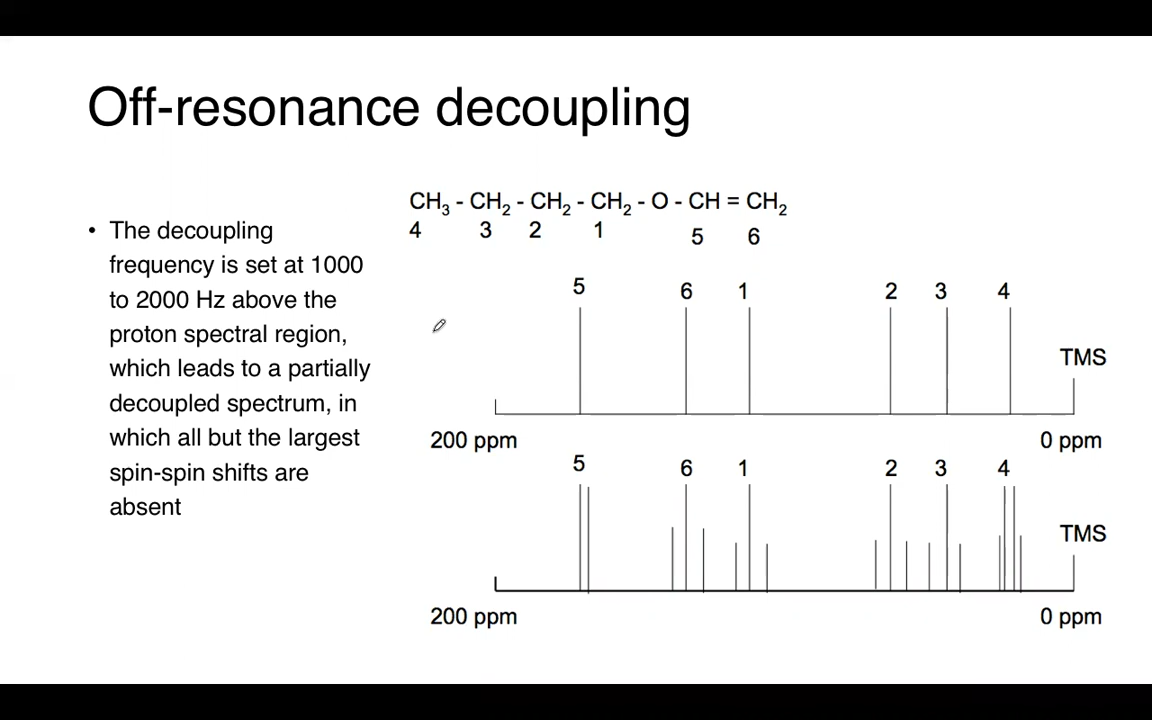 Off-resonance decoupling
• The decoupling
frequency is set at 1000
to 2000 Hz above the
proton spectral region,
which leads to a partially
decoupled spectrum, in
which all but the largest
spin-spin shifts are
absent
CH₃ - CH₂ - CH₂ - CH₂ - O - CH = CH₂
4 3 2 1 5 6
5 6 1 2 3 4
TMS
200 ppm 0 ppm
5 6 1 2 3 4
TMS
200 ppm 0 ppm